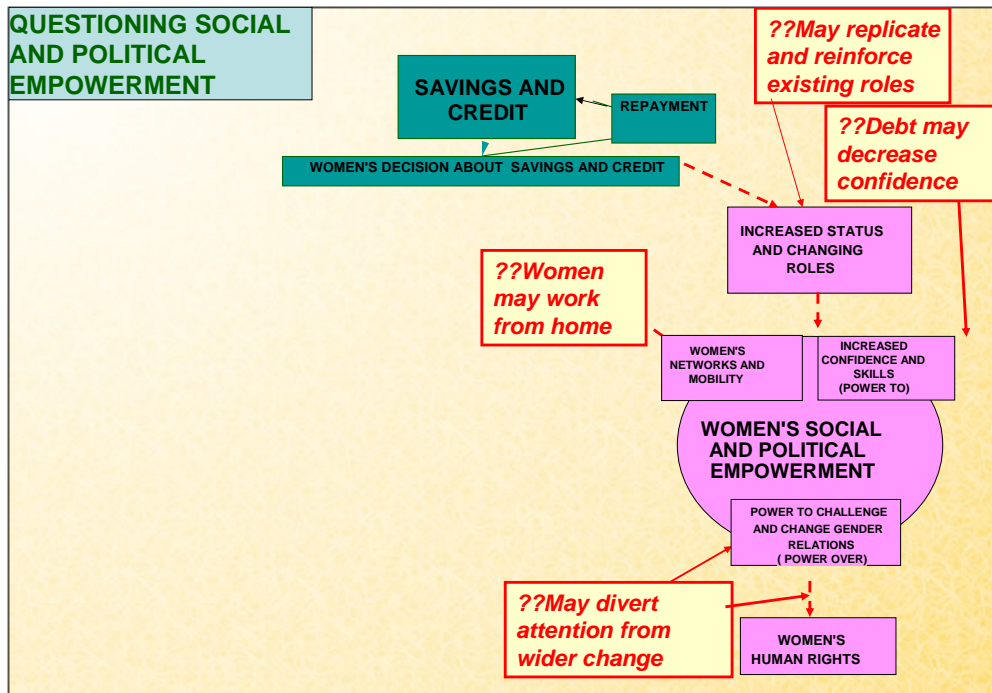 QUESTIONING SOCIAL
AND POLITICAL
EMPOWERMENT
??May replicate
and reinforce
existing roles
SAVINGS AND
CREDIT
REPAYMENT
??Debt may
decrease
confidence
WOMEN'S DECISION ABOUT SAVINGS AND CREDIT
INCREASED STATUS
AND CHANGING
ROLES
??Women
may work
from home
WOMEN'S
NETWORKS AND
MOBILITY
INCREASED
CONFIDENCE AND
SKILLS
(POWER TO)
WOMEN'S SOCIAL
AND POLITICAL
EMPOWERMENT
POWER TO CHALLENGE
AND CHANGE GENDER
RELATIONS
( POWER OVER)
??May divert
attention from
wider change
WOMEN'S
HUMAN RIGHTS